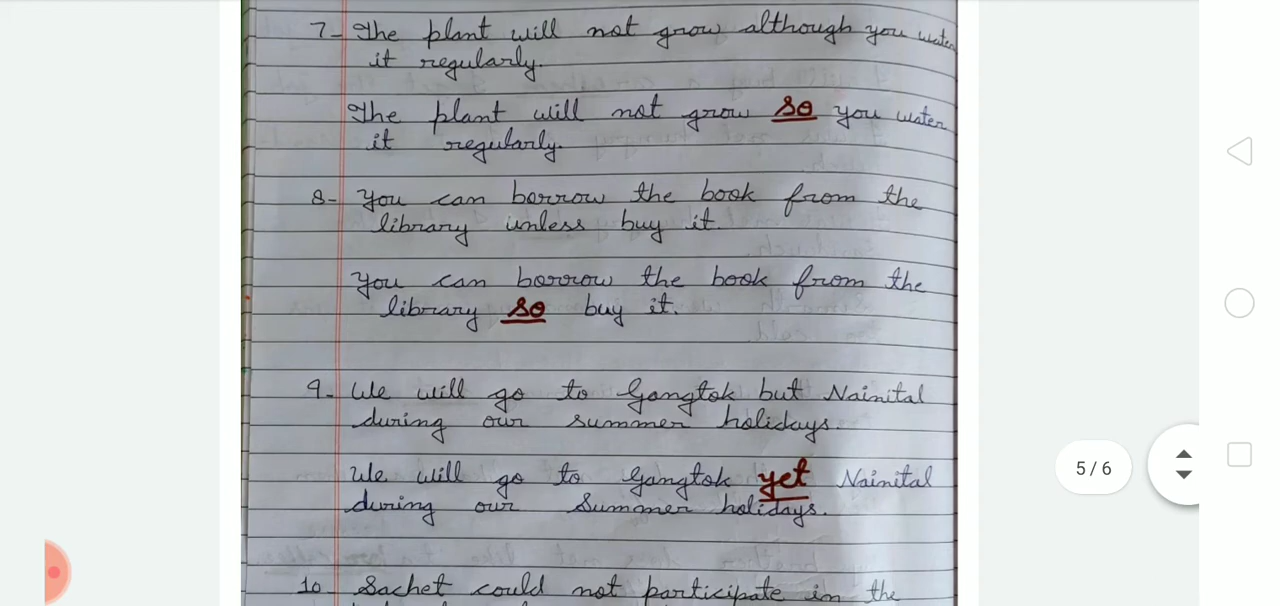 7- The plant will not grow although you water
it regularly.
The plant will not grow so you water
it regularly.
8- You can borrow the book from the
library unless buy it.
You can borrow the book from the
library so buy it.
9- We will go to Gangtok but Nainital
during our summer holidays.
We will go to Gangtok yet Nainital
during our Summer holidays.
5/6
10 Sachet could not participate in the